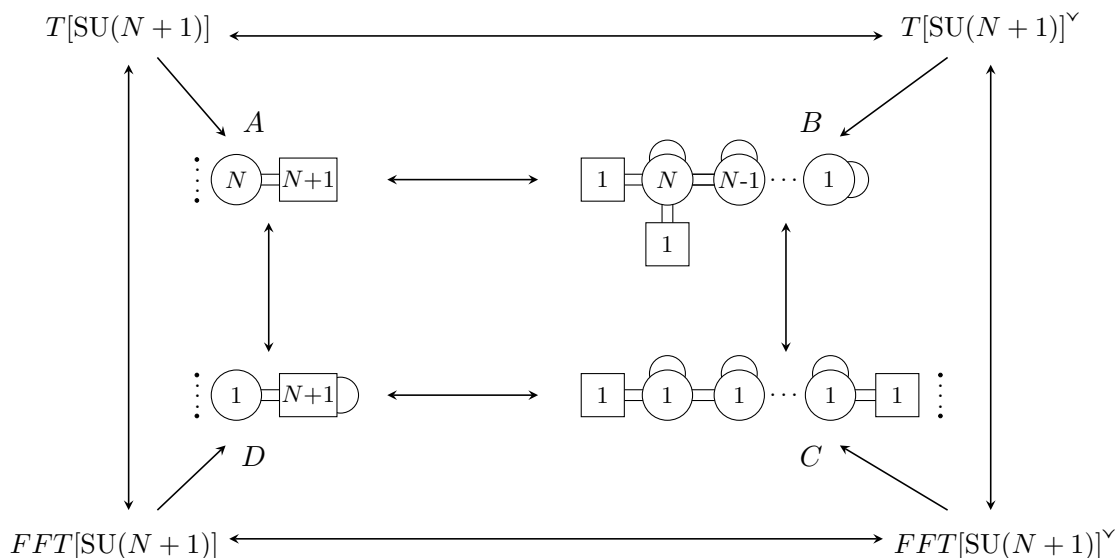 T[SU(N + 1)] T[SU(N + 1)]ˇ
A B
N N+1 1 N N-1 ··· 1
1
1 N+1 1 1 1 ··· 1 1
D C
FFT[SU(N + 1)] FFT[SU(N + 1)]ˇ